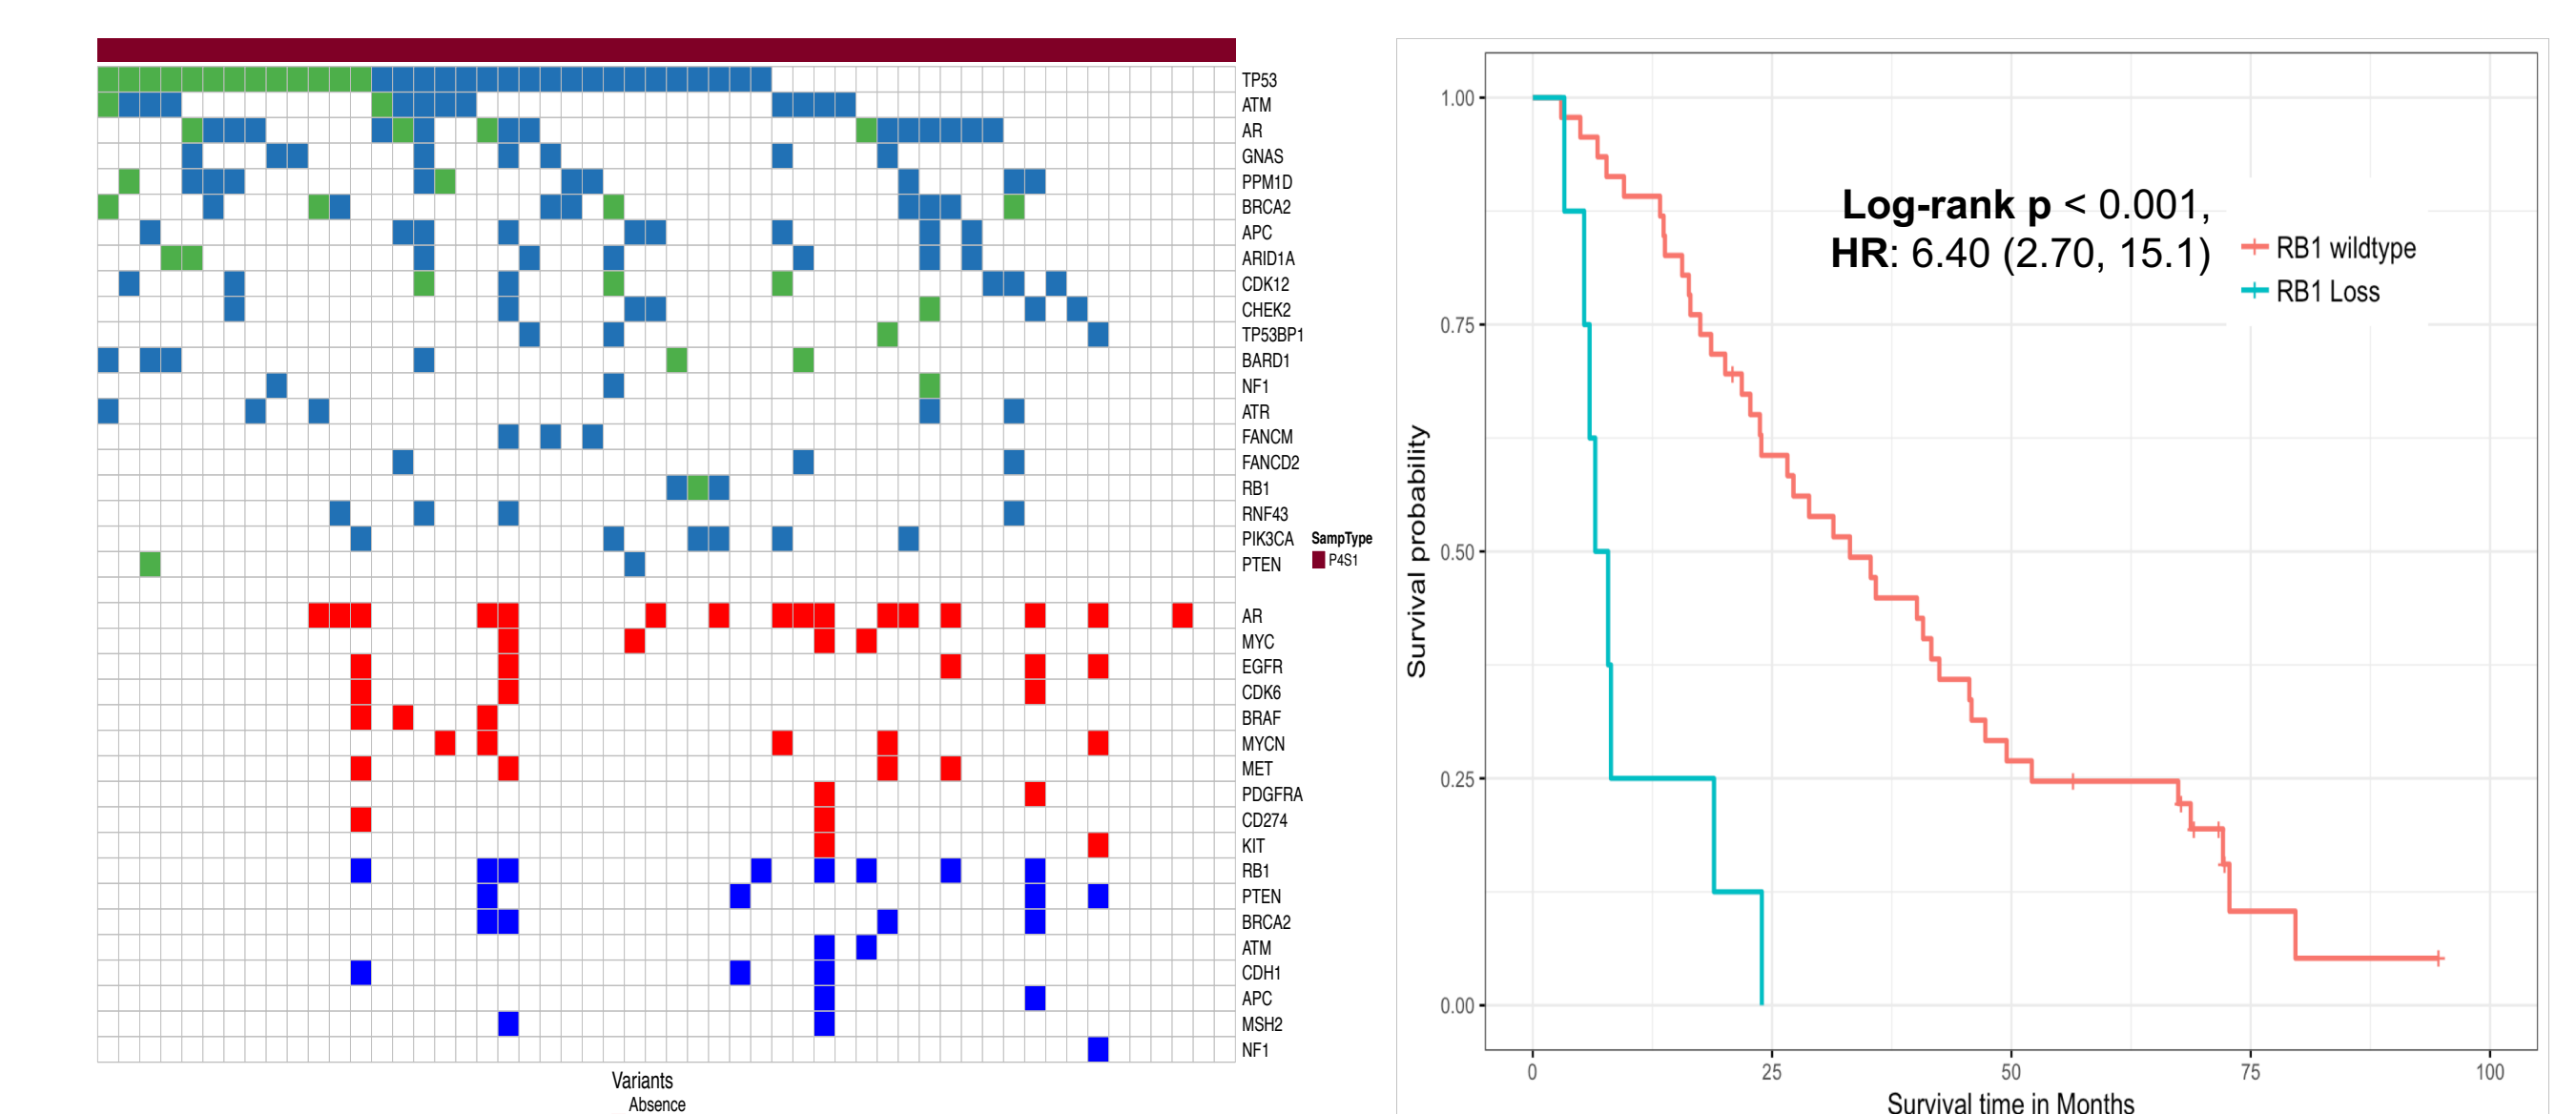 TP53
ATM
AR
GNAS
PPM1D
BRCA2
APC
ARID1A
CDK12
CHEK2
TP53BP1
BARD1
NF1
ATR
FANCM
FANCD2
RB1
RNF43
PIK3CA
PTEN
AR
MYC
EGFR
CDK6
BRAF
MYCN
MET
PDGFRA
CD274
KIT
RB1
PTEN
BRCA2
ATM
CDH1
APC
MSH2
NF1
SampType
P4S1
Variants
Absence
Survival probability
1.00
0.75
0.50
0.25
0.00
Log-rank p < 0.001,
HR: 6.40 (2.70, 15.1)
RB1 wildtype
RB1 Loss
0 25 50 75 100
Survival time in Months